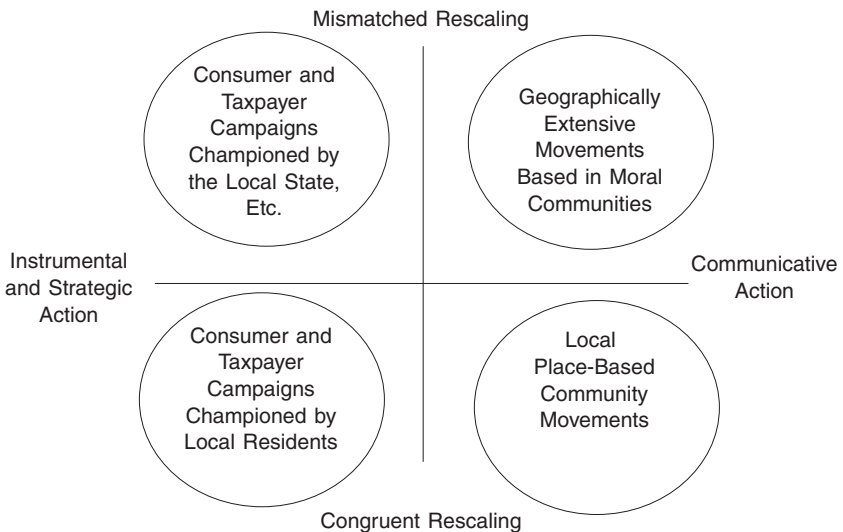 Mismatched Rescaling
Consumer and
Taxpayer
Campaigns
Championed by
the Local State,
Etc.
Geographically
Extensive
Movements
Based in Moral
Communities
Instrumental
and Strategic
Action
Communicative
Action
Consumer and
Taxpayer
Campaigns
Championed by
Local Residents
Local
Place-Based
Community
Movements
Congruent Rescaling